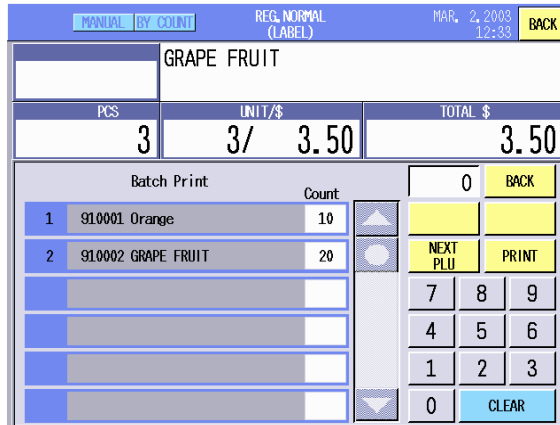 MANUAL BY COUNT REG. NORMAL MAR. 2. 2003 BACK
(LABEL) 12:33
GRAPE FRUIT
PCS UNIT/$ TOTAL $
3 3/ 3.50 3.50
Batch Print Count 0 BACK
1 910001 Orange 10
2 910002 GRAPE FRUIT 20 NEXT PLU PRINT
7 8 9
4 5 6
1 2 3
0 CLEAR